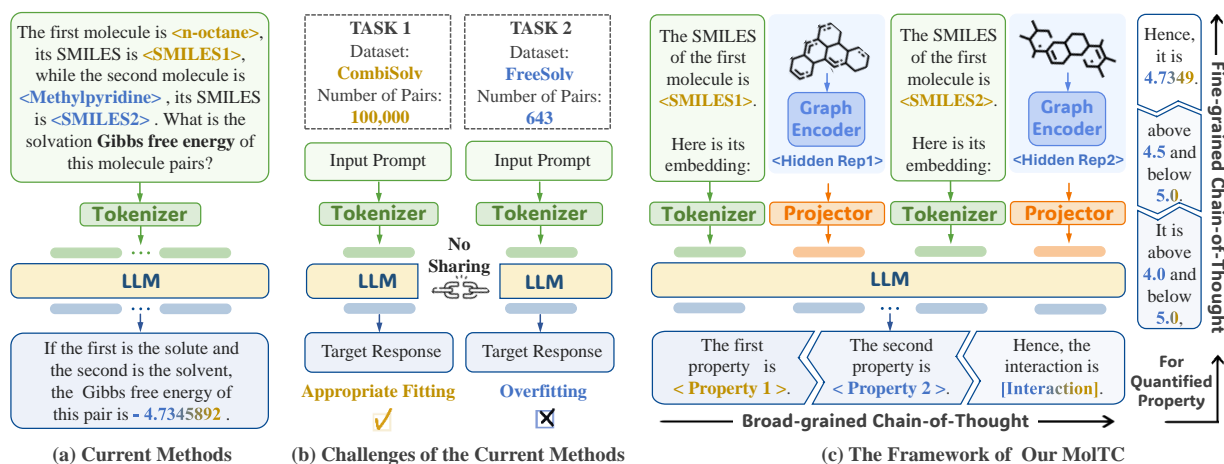 The first molecule is <n-octane>,
its SMILES is <SMILES1>,
while the second molecule is
<Methylpyridine> , its SMILES
is <SMILES2> . What is the
solvation Gibbs free energy of
this molecule pairs?
Tokenizer
...
LLM
...
If the first is the solute and
the second is the solvent,
the Gibbs free energy of
this pair is - 4.7345892 .
(a) Current Methods
TASK 1
Dataset:
CombiSolv
Number of Pairs:
100,000
Input Prompt
Tokenizer
LLM
Target Response
Appropriate Fitting
No
Sharing
TASK 2
Dataset:
FreeSolv
Number of Pairs:
643
Input Prompt
Tokenizer
LLM
Target Response
Overfitting
(b) Challenges of the Current Methods
The SMILES
of the first
molecule is
<SMILES1>.
Here is its
embedding:
Tokenizer
Graph
Encoder
<Hidden Rep1>
Projector
The SMILES
of the first
molecule is
<SMILES2>.
Here is its
embedding:
Tokenizer
Graph
Encoder
<Hidden Rep2>
Projector
LLM
...
The first
property is
< Property 1 >.
The second
property is
< Property 2 >.
Hence, the
interaction is
[Interaction].
Broad-grained Chain-of-Thought
Hence,
it is
4.7349.
above
4.5 and
below
5.0.
It is
above
4.0 and
below
5.0,
Fine-grained Chain-of-Thought
For
Quantified
Property
(c) The Framework of Our MolTC